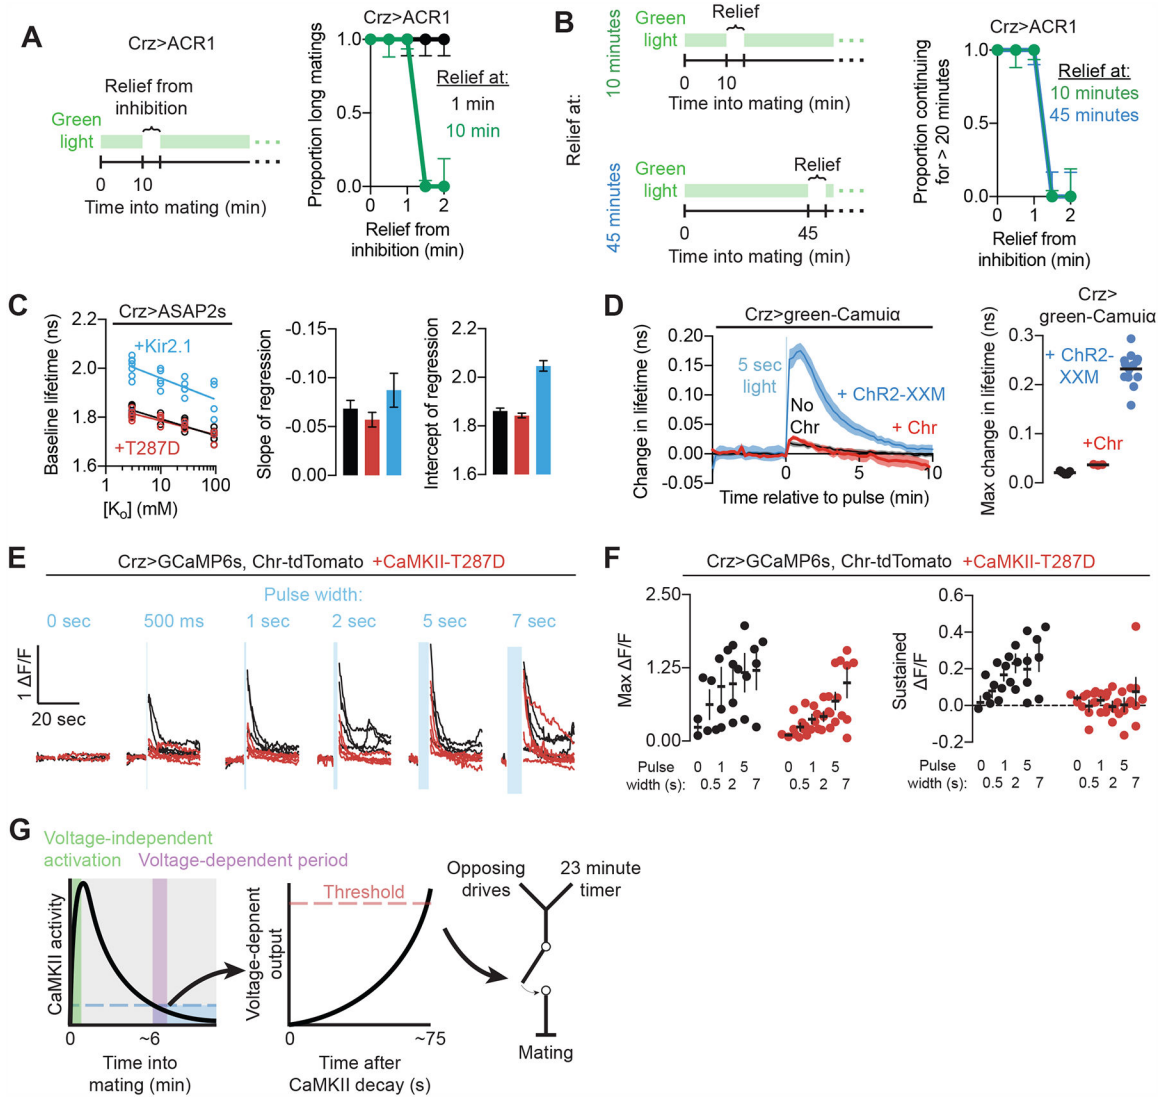 A
Crz>ACR1
Relief from
inhibition
Green
light
0
10
Time into mating (min)
Crz>ACR1
Proportion long matings
1.0
0.5
0.0
Relief at:
1 min
10 min
0
1
2
Relief from
inhibition (min)
B
Relief at:
10 minutes
Green
light
Relief
0
10
Time into mating (min)
45 minutes
Green
light
Relief
0
45
Time into mating (min)
Crz>ACR1
Proportion continuing
for > 20 minutes
1.0
0.5
0.0
Relief at:
10 minutes
45 minutes
0
1
2
Relief from
inhibition (min)
C
Crz>ASAP2s
Baseline lifetime (ns)
2.2
2.0
1.8
1.6
+Kir2.1
+T287D
1
10
100
[Ko] (mM)
Slope of regression
-0.15
-0.10
-0.05
0.00
Intercept of regression
2.2
2.0
1.8
1.6
D
Crz>green-Camuiα
Change in lifetime (ns)
0.20
0.15
0.10
0.05
0.00
-0.05
5 sec
light
+ ChR2-XXM
No
Chr
+ Chr
0
5
10
Time relative to pulse (min)
Crz>
green-Camuiα
Max change in lifetime (ns)
0.3
0.2
0.1
0.0
+ ChR2-
XXM
+Chr
E
Crz>GCaMP6s, Chr-tdTomato +CaMKII-T287D
Pulse width:
0 sec
500 ms
1 sec
2 sec
5 sec
7 sec
1 ΔF/F
20 sec
F
Crz>GCaMP6s, Chr-tdTomato +CaMKII-T287D
Max ΔF/F
2.50
1.25
0.00
Pulse
width (s):
0 1 5
0.5 2 7
0 1 5
0.5 2 7
Sustained
ΔF/F
0.6
0.4
0.2
0.0
-0.2
Pulse
width (s):
0 1 5
0.5 2 7
0 1 5
0.5 2 7
G
Voltage-independent
activation
Voltage-dependent period
CaMKII activity
0
~6
Time into
mating (min)
Voltage-depnent
output
Threshold
0
~75
Time after
CaMKII decay (s)
Opposing
drives
23 minute
timer
Mating